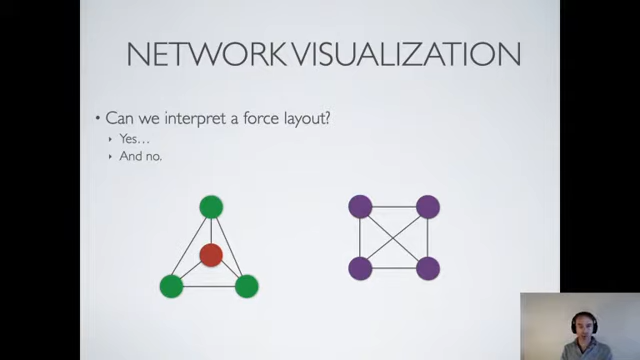 NETWORK VISUALIZATION
• Can we interpret a force layout?
‣ Yes…
‣ And no.